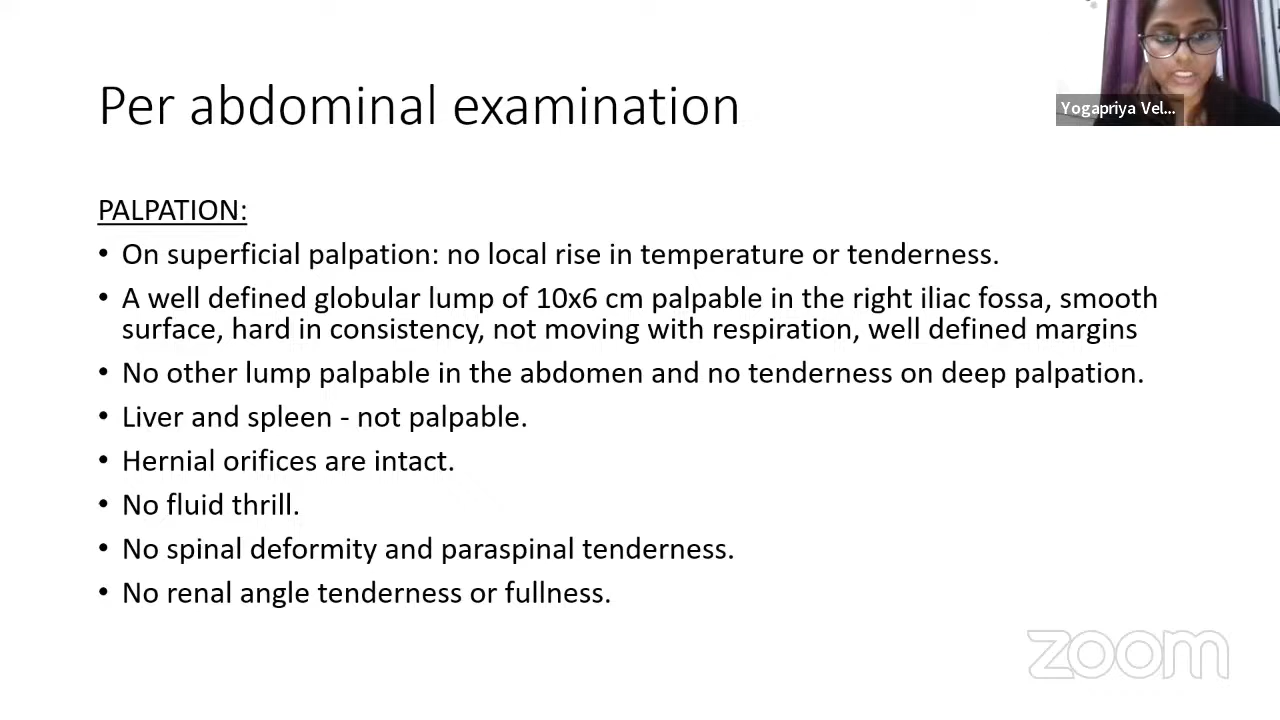 Per abdominal examination
Yogapriya Vel...
PALPATION:
• On superficial palpation: no local rise in temperature or tenderness.
• A well defined globular lump of 10x6 cm palpable in the right iliac fossa, smooth
surface, hard in consistency, not moving with respiration, well defined margins
• No other lump palpable in the abdomen and no tenderness on deep palpation.
• Liver and spleen - not palpable.
• Hernial orifices are intact.
• No fluid thrill.
• No spinal deformity and paraspinal tenderness.
• No renal angle tenderness or fullness.
zoom